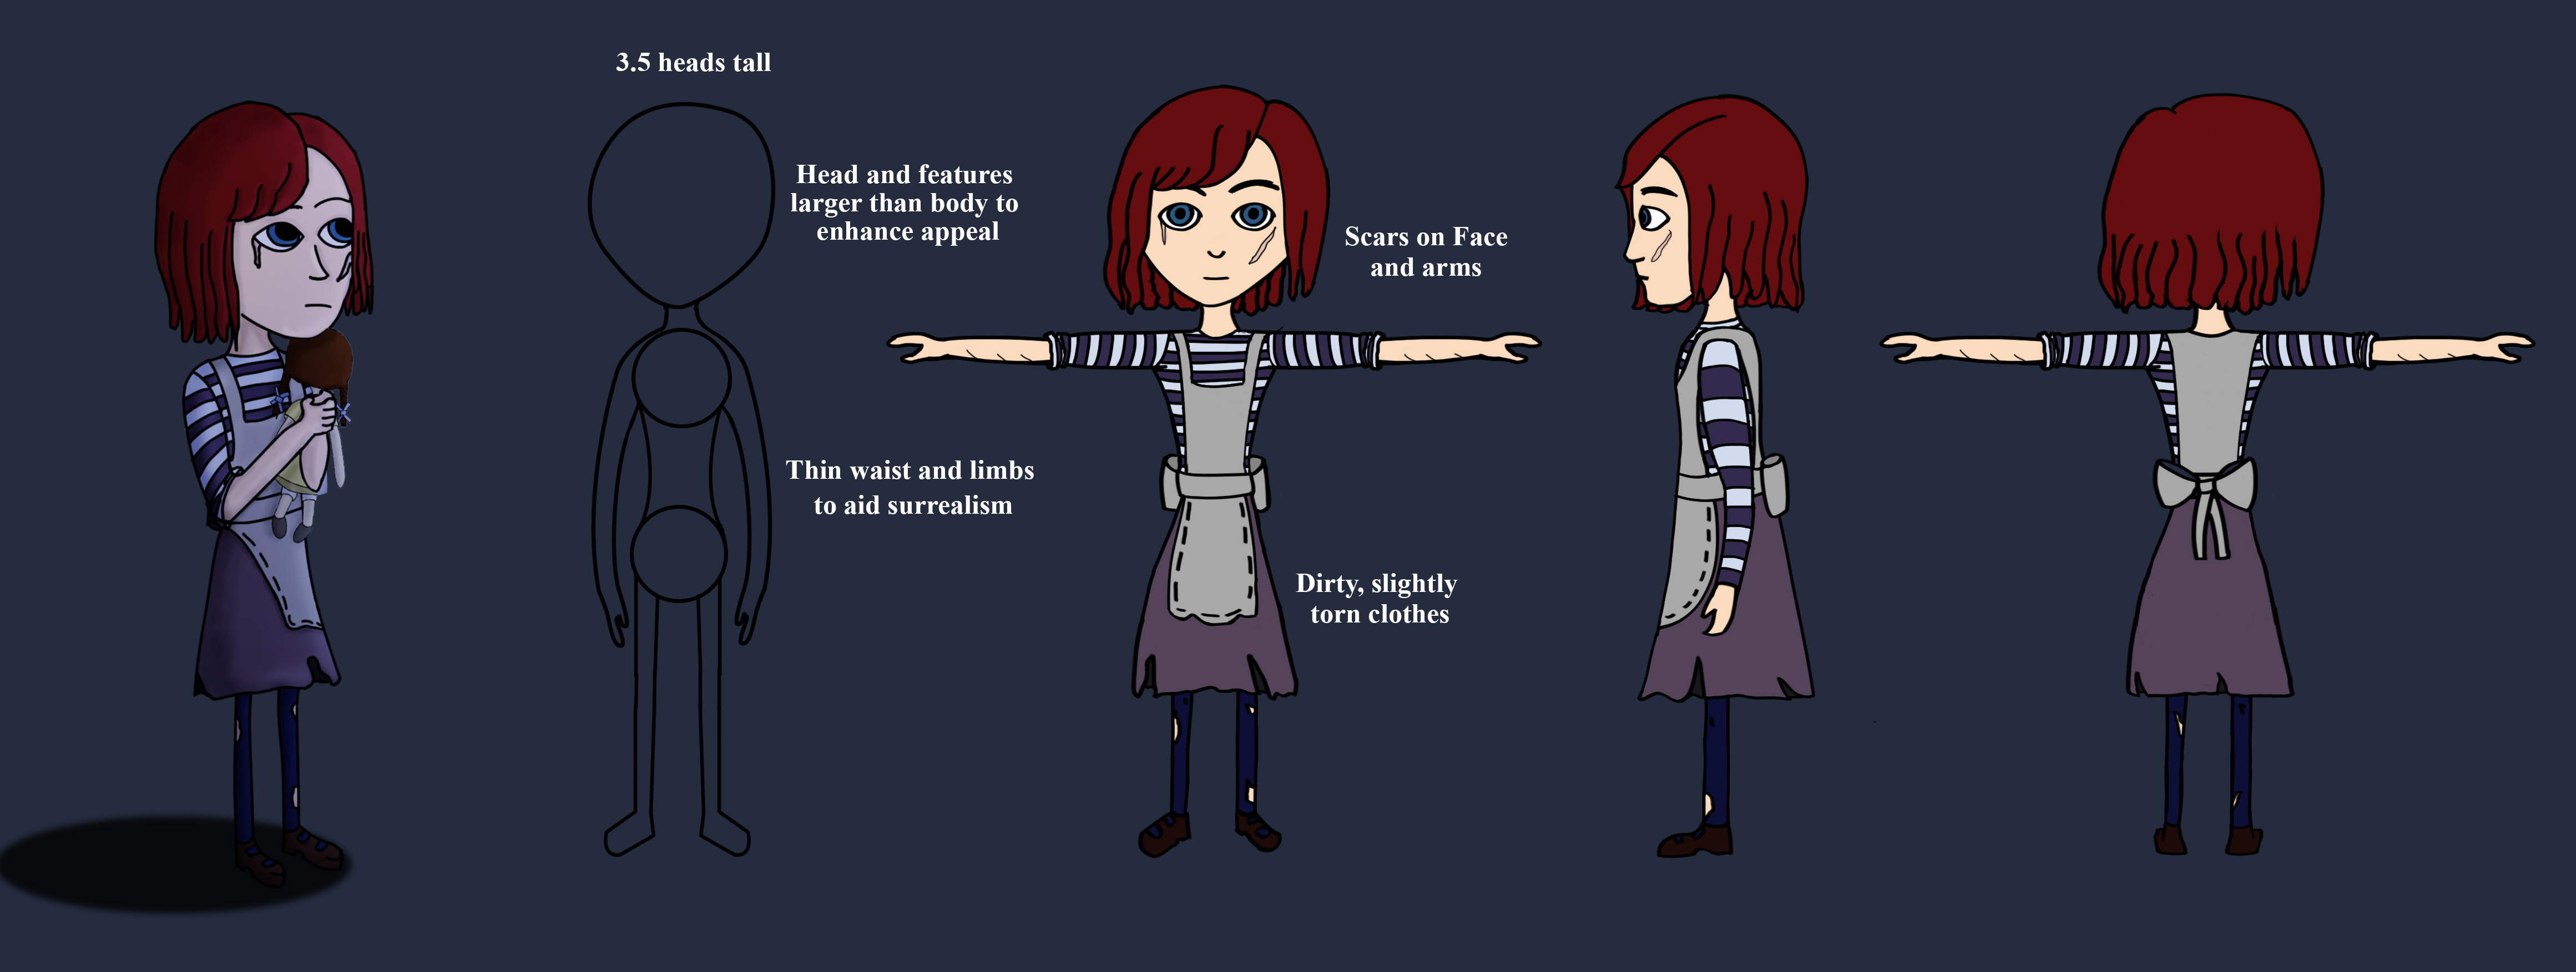 3.5 heads tall
Head and features
larger than body to
enhance appeal
Scars on Face
and arms
Thin waist and limbs
to aid surrealism
Dirty, slightly
torn clothes